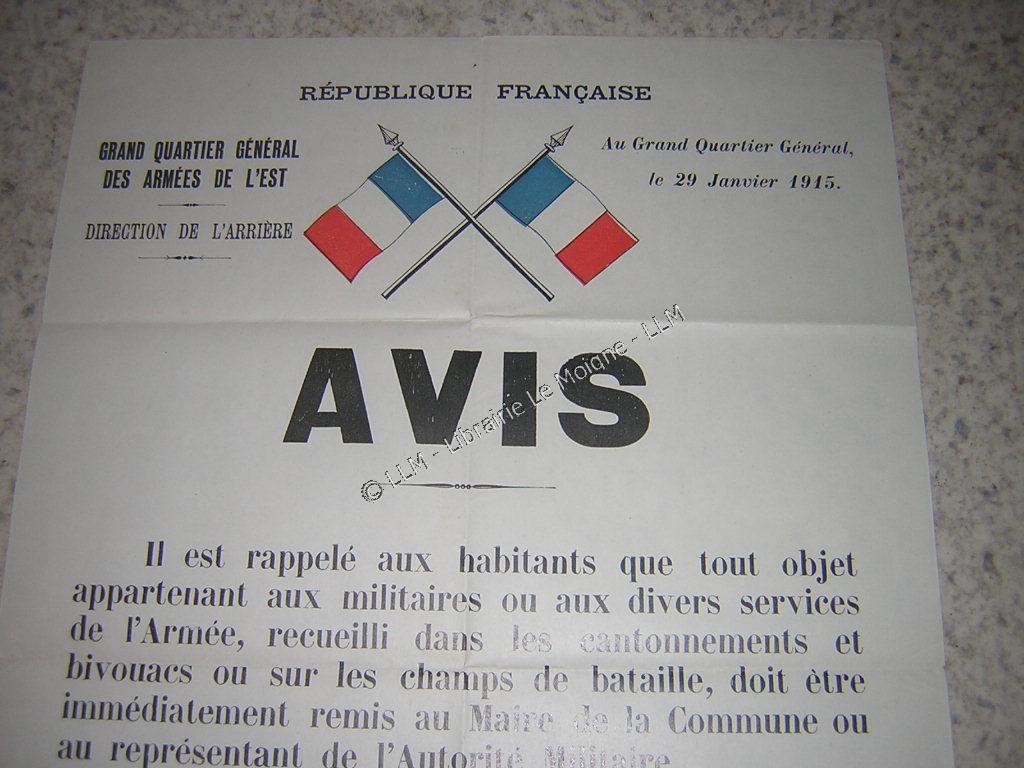 RÉPUBLIQUE FRANÇAISE
GRAND QUARTIER GÉNÉRAL
DES ARMÉES DE L'EST
DIRECTION DE L'ARRIÈRE
Au Grand Quartier Général,
le 29 Janvier 1915.
AVIS
© LLM - Librairie Le Moigne - LLM
Il est rappelé aux habitants que tout objet
appartenant aux militaires ou aux divers services
de l'Armée, recueilli dans les cantonnements et
bivouacs ou sur les champs de bataille, doit être
immédiatement remis au Maire de la Commune ou
au représentant de l'Autorité Militaire